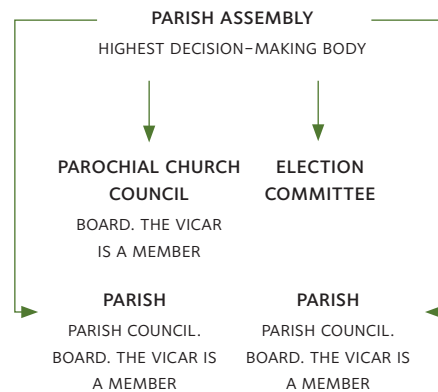 PARISH ASSEMBLY
HIGHEST DECISION–MAKING BODY
PAROCHIAL CHURCH
COUNCIL
BOARD. THE VICAR
IS A MEMBER
ELECTION
COMMITTEE
PARISH
PARISH COUNCIL.
BOARD. THE VICAR IS
A MEMBER
PARISH
PARISH COUNCIL.
BOARD. THE VICAR IS
A MEMBER